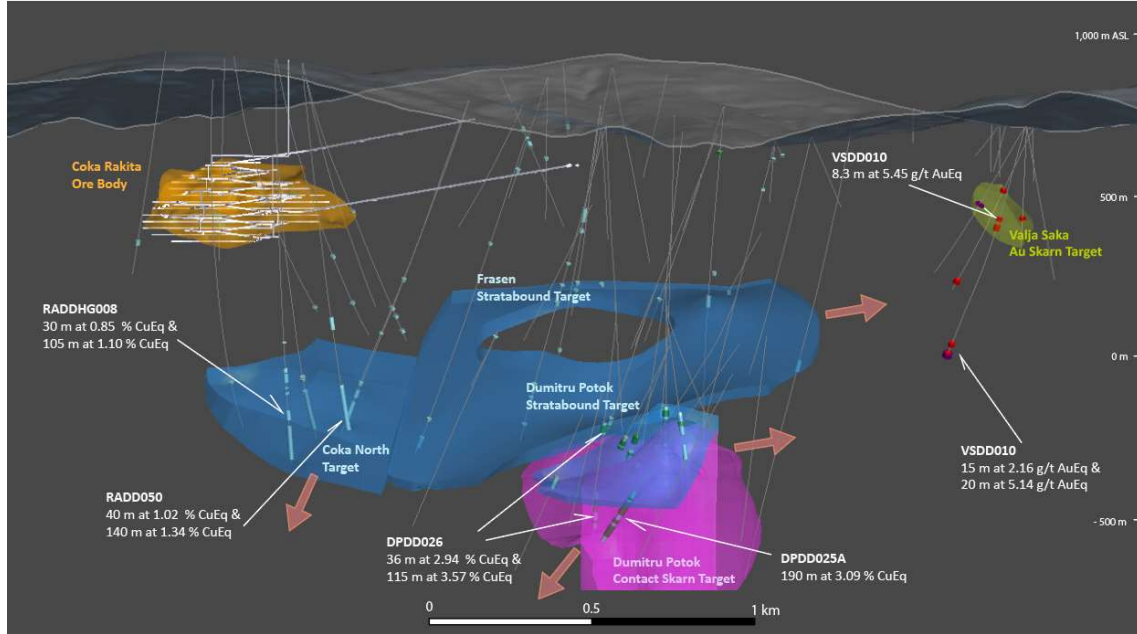 1,000 m ASL
Coka Rakita
Ore Body
VSDD010
8.3 m at 5.45 g/t AuEq
500 m
Valja Saka
Au Skarn Target
Frasen
Stratabound Target
RADDHG008
30 m at 0.85 % CuEq &
105 m at 1.10 % CuEq
0 m
Dumitru Potok
Stratabound Target
Coka North
Target
VSDD010
15 m at 2.16 g/t AuEq &
20 m at 5.14 g/t AuEq
RADD050
40 m at 1.02 % CuEq &
140 m at 1.34 % CuEq
- 500 m
DPDD026
36 m at 2.94 % CuEq &
115 m at 3.57 % CuEq
DPDD025A
190 m at 3.09 % CuEq
Dumitru Potok
Contact Skarn Target
0 0.5 1 km